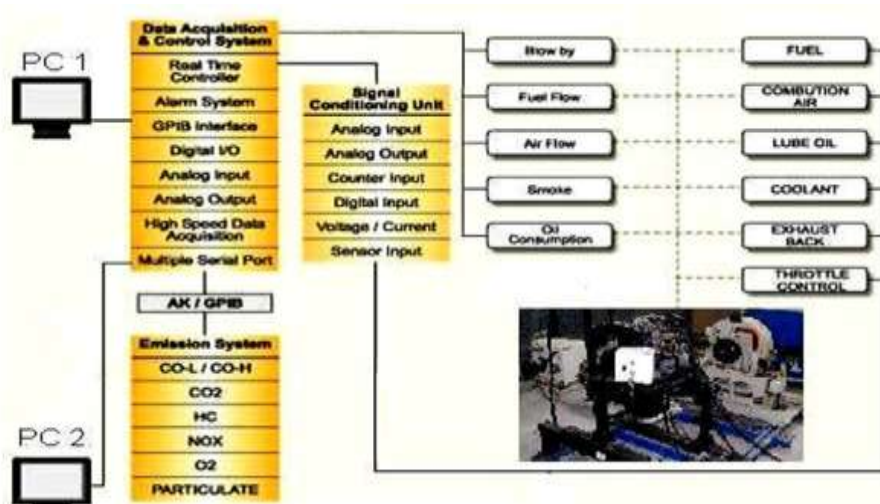 PC 1
Data Acquisition
& Control System
Real Time
Controller
Alarm System
GPIB Interface
Digital I/O
Analog Input
Analog Output
High Speed Data
Acquisition
Multiple Serial Port
AK / GPIB
Emission System
CO-L / CO-H
CO2
HC
NOX
O2
PARTICULATE
PC 2
Signal
Conditioning Unit
Analog Input
Analog Output
Counter Input
Digital Input
Voltage / Current
Sensor Input
Blow by
Fuel Flow
Air Flow
Smoke
Oil
Consumption
FUEL
COMBUTION
AIR
LUBE OIL
COOLANT
EXHAUST
BACK
THROTTLE
CONTROL